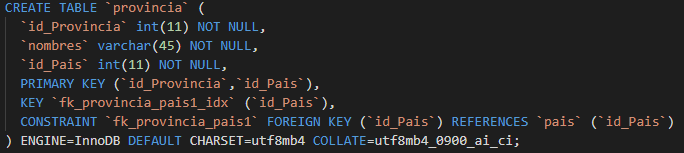 CREATE TABLE `provincia` (
  `id_Provincia` int(11) NOT NULL,
  `nombres` varchar(45) NOT NULL,
  `id_Pais` int(11) NOT NULL,
  PRIMARY KEY (`id_Provincia`,`id_Pais`),
  KEY `fk_provincia_pais1_idx` (`id_Pais`),
  CONSTRAINT `fk_provincia_pais1` FOREIGN KEY (`id_Pais`) REFERENCES `pais` (`id_Pais`)
) ENGINE=InnoDB DEFAULT CHARSET=utf8mb4 COLLATE=utf8mb4_0900_ai_ci;